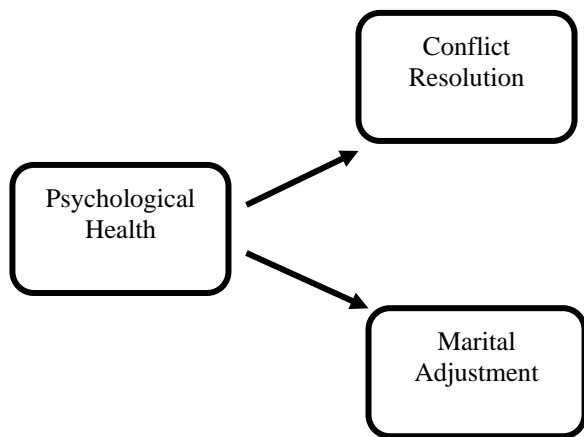 Conflict
Resolution
Psychological
Health
Marital
Adjustment